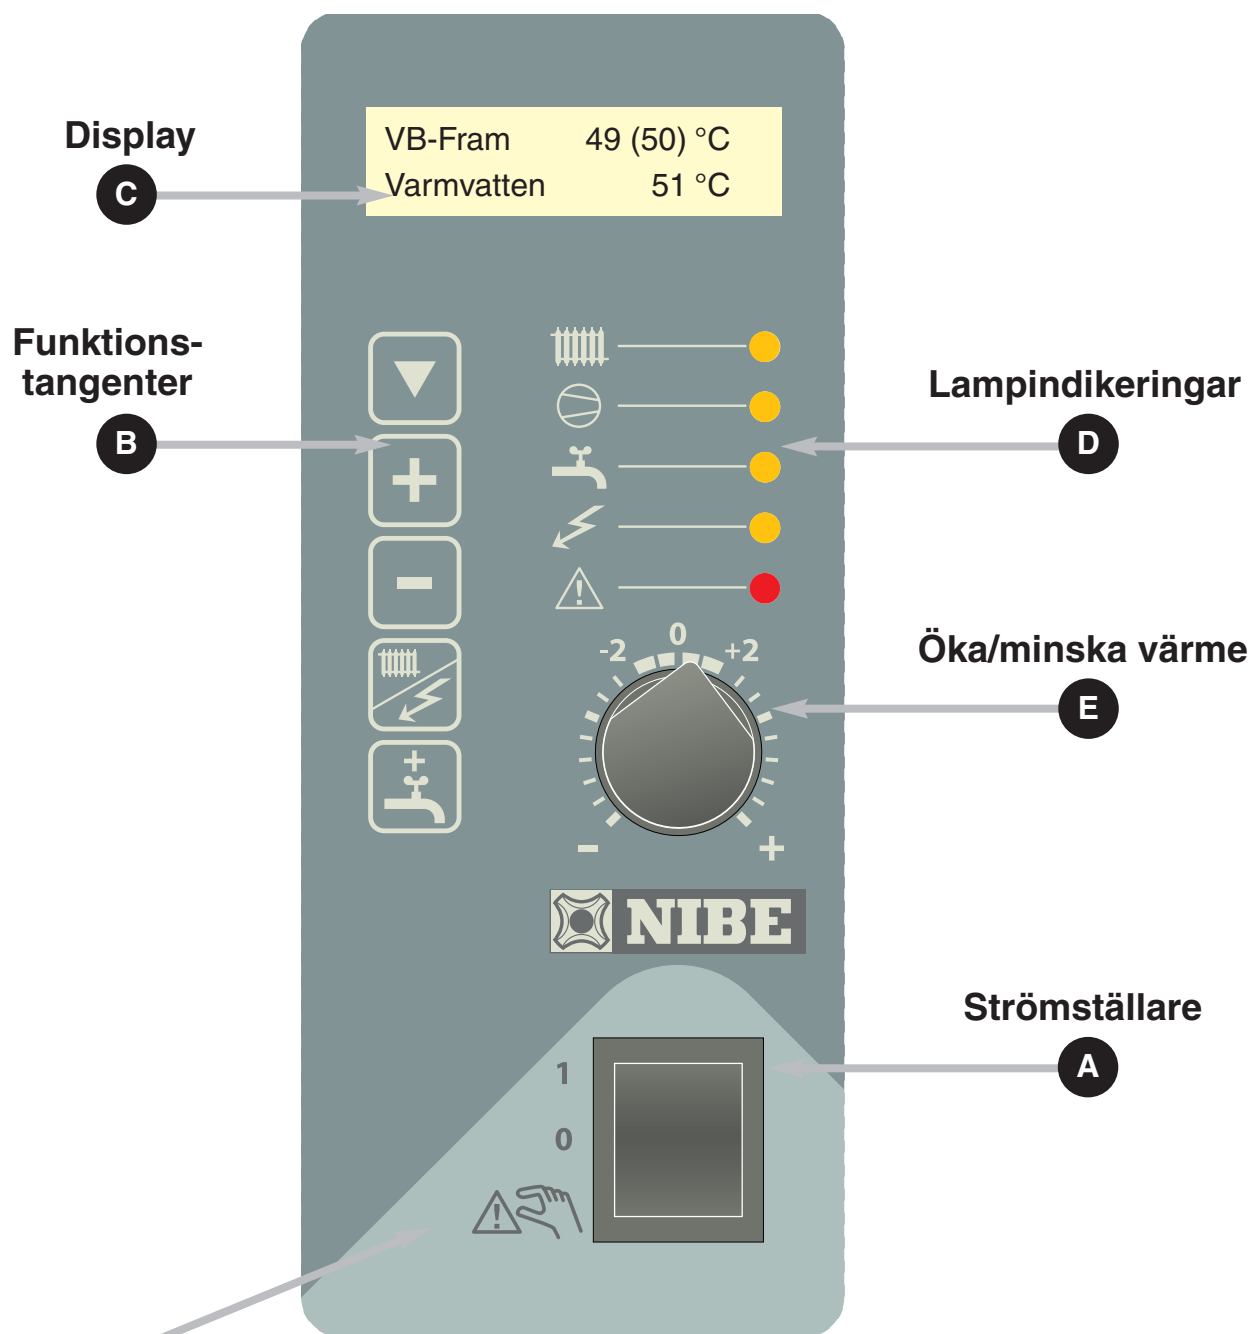 Display
C
VB-Fram 49 (50) °C
Varmvatten 51 °C
Funktions-
tangenter
B
Lampindikeringar
D
-2 0 +2
Öka/minska värme
E
- +
NIBE
Strömställare
A
1
0